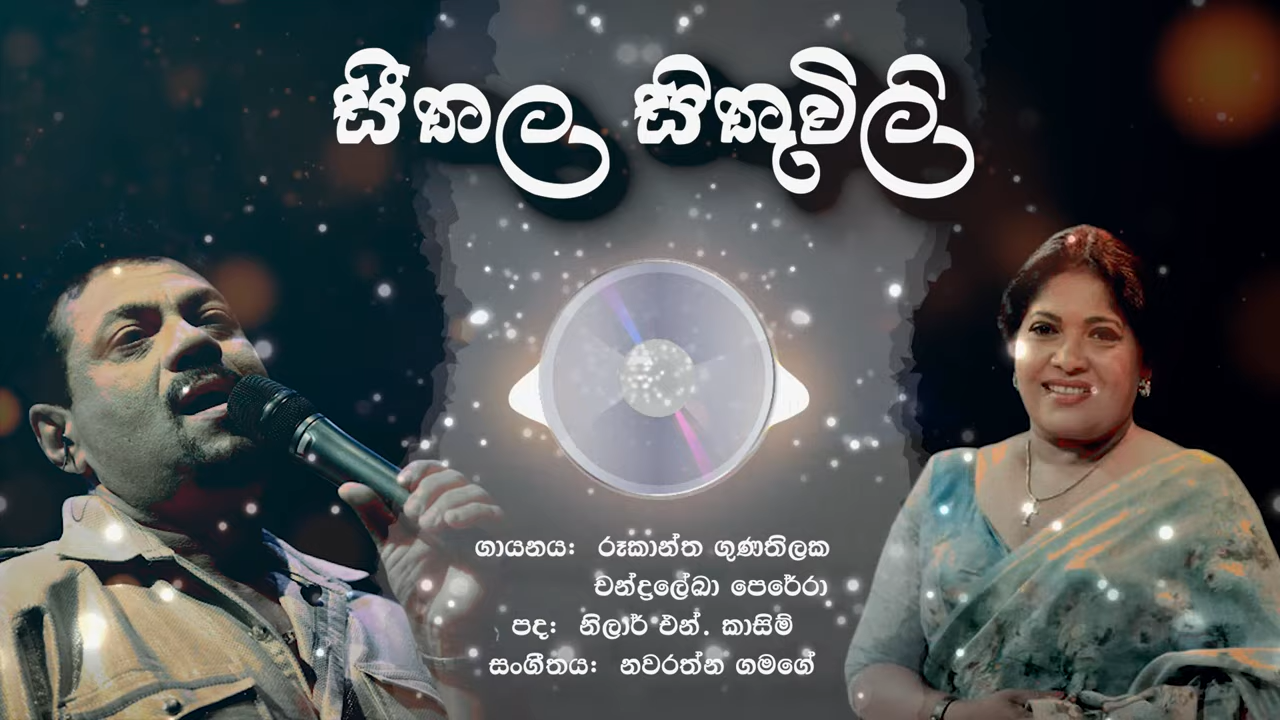 සීතල සිතුවිලි
ගායනය: රූකාන්ත ගුණතිලක
චන්ද්‍රලේඛා පෙරේරා
පද: නිලාර් එන්. කාසිම්
සංගීතය: නවරත්න ගමගේ